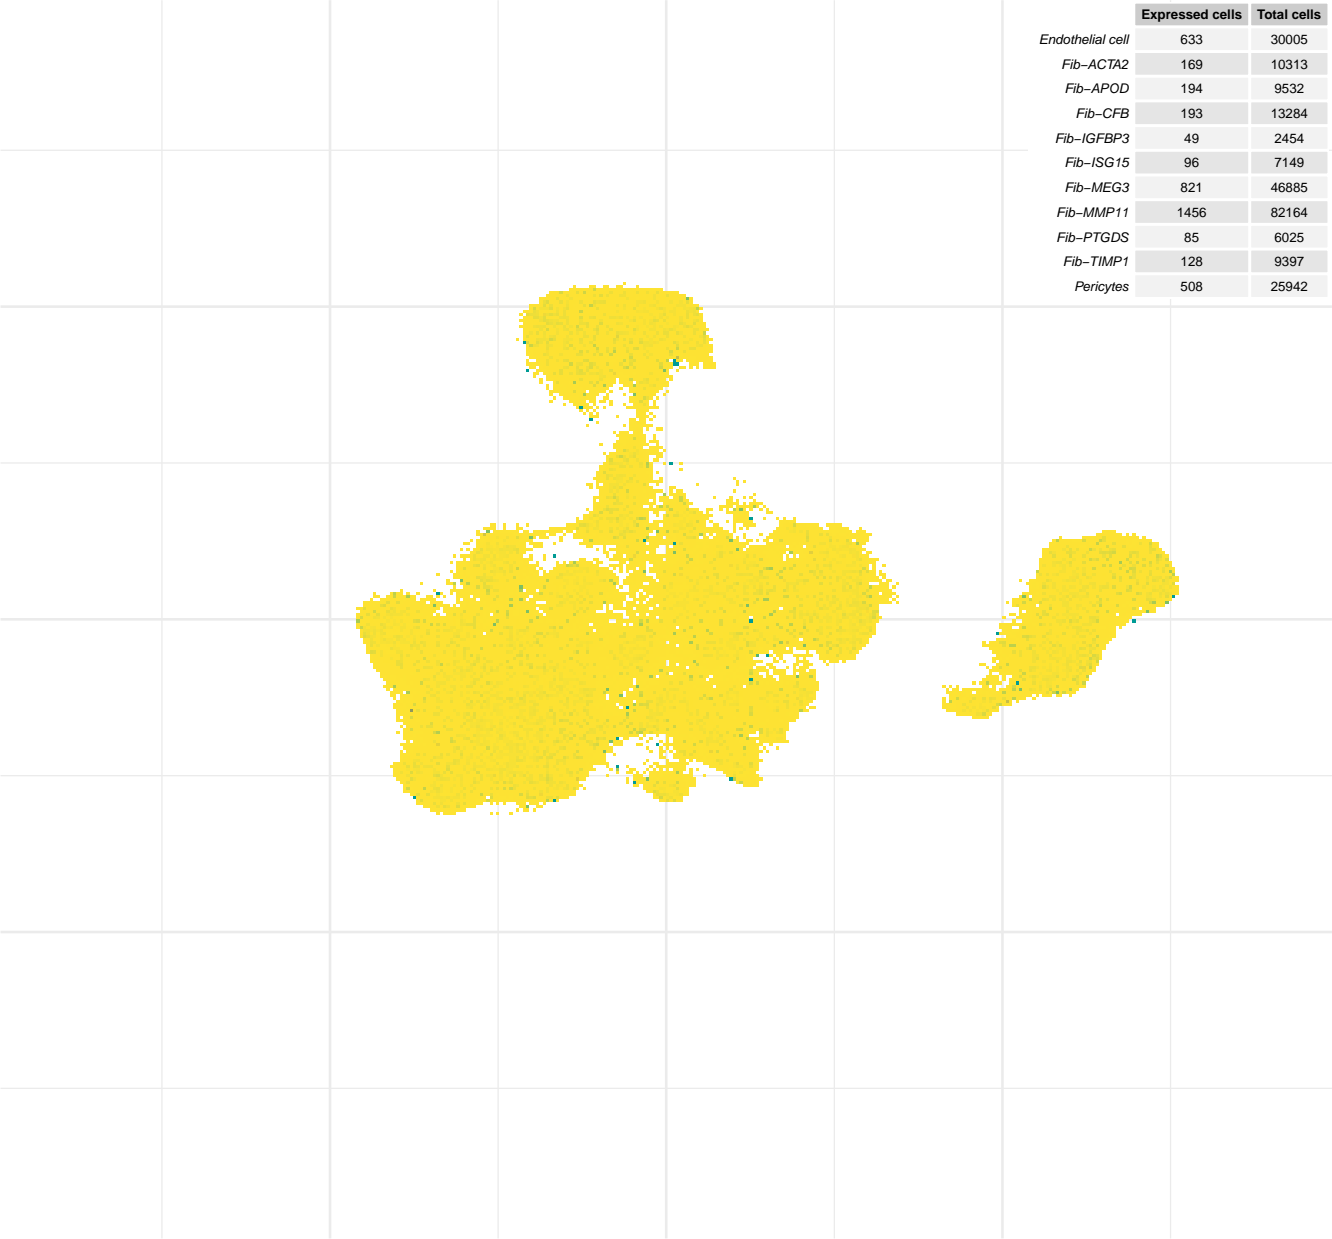 Expressed cells Total cells
Endothelial cell 633 30005
Fib−ACTA2 169 10313
Fib−APOD 194 9532
Fib−CFB 193 13284
Fib−IGFBP3 49 2454
Fib−ISG15 96 7149
Fib−MEG3 821 46885
Fib−MMP11 1456 82164
Fib−PTGDS 85 6025
Fib−TIMP1 128 9397
Pericytes 508 25942